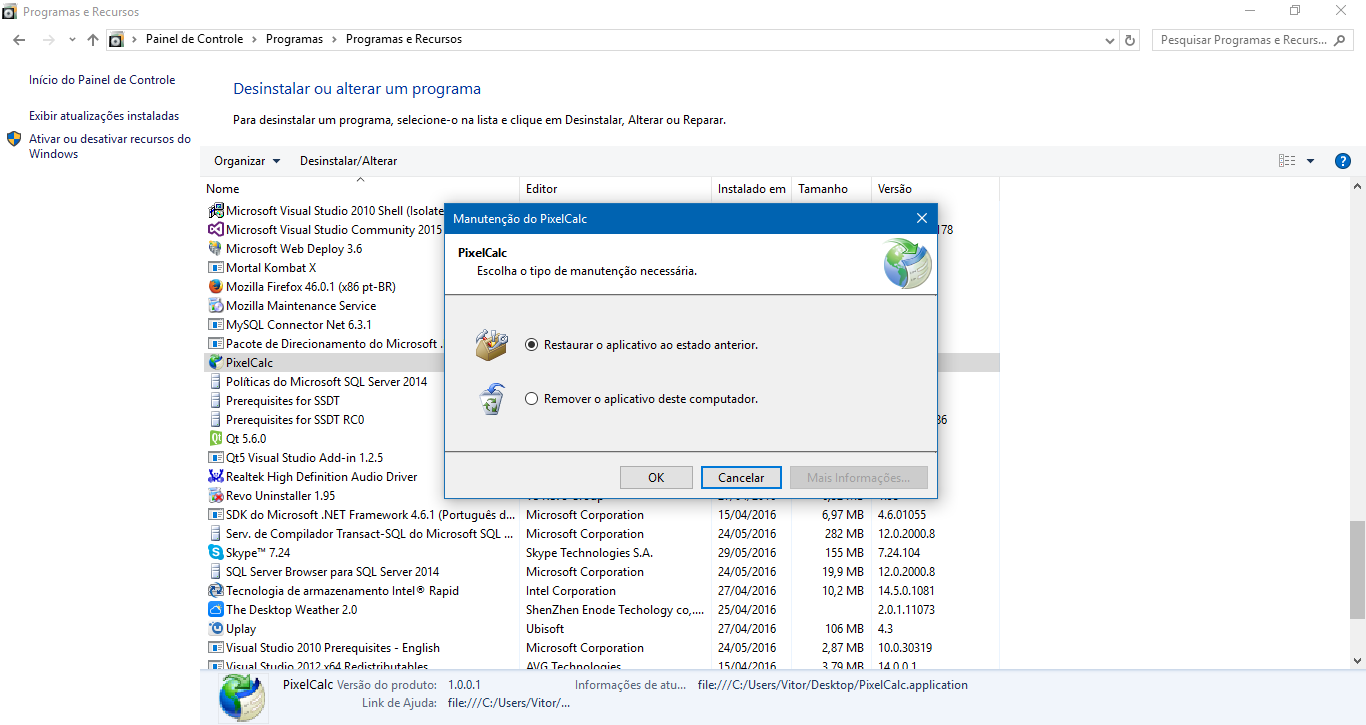 Programas e Recursos
Painel de Controle > Programas > Programas e Recursos
Pesquisar Programas e Recurs...
Início do Painel de Controle
Exibir atualizações instaladas
Ativar ou desativar recursos do
Windows
Desinstalar ou alterar um programa
Para desinstalar um programa, selecione-o na lista e clique em Desinstalar, Alterar ou Reparar.
Organizar Desinstalar/Alterar
Nome Editor Instalado em Tamanho Versão
Microsoft Visual Studio 2010 Shell (Isolate
Microsoft Visual Studio Community 2015 178
Microsoft Web Deploy 3.6
Mortal Kombat X
Mozilla Firefox 46.0.1 (x86 pt-BR)
Mozilla Maintenance Service
MySQL Connector Net 6.3.1
Pacote de Direcionamento do Microsoft .
PixelCalc
Políticas do Microsoft SQL Server 2014
Prerequisites for SSDT
Prerequisites for SSDT RC0 36
Qt 5.6.0
Qt5 Visual Studio Add-in 1.2.5
Realtek High Definition Audio Driver
Revo Uninstaller 1.95
Manutenção do PixelCalc
PixelCalc
Escolha o tipo de manutenção necessária.
Restaurar o aplicativo ao estado anterior.
Remover o aplicativo deste computador.
OK Cancelar Mais Informações...
SDK do Microsoft .NET Framework 4.6.1 (Português d... Microsoft Corporation 15/04/2016 6,97 MB 4.6.01055
Serv. de Compilador Transact-SQL do Microsoft SQL ... Microsoft Corporation 24/05/2016 282 MB 12.0.2000.8
Skype™ 7.24 Skype Technologies S.A. 29/05/2016 155 MB 7.24.104
SQL Server Browser para SQL Server 2014 Microsoft Corporation 24/05/2016 19,9 MB 12.0.2000.8
Tecnologia de armazenamento Intel® Rapid Intel Corporation 27/04/2016 10,2 MB 14.5.0.1081
The Desktop Weather 2.0 ShenZhen Enode Techology co,.... 25/04/2016 2.0.1.11073
Uplay Ubisoft 27/04/2016 106 MB 4.3
Visual Studio 2010 Prerequisites - English Microsoft Corporation 24/05/2016 2,87 MB 10.0.30319
Visual Studio 2012 x64 Redistributables AVG Technologies 15/04/2016 3,79 MB 14.0.0.1
PixelCalc Versão do produto: 1.0.0.1 Informações de atu... file:///C:/Users/Vitor/Desktop/PixelCalc.application
Link de Ajuda: file:///C:/Users/Vitor/...